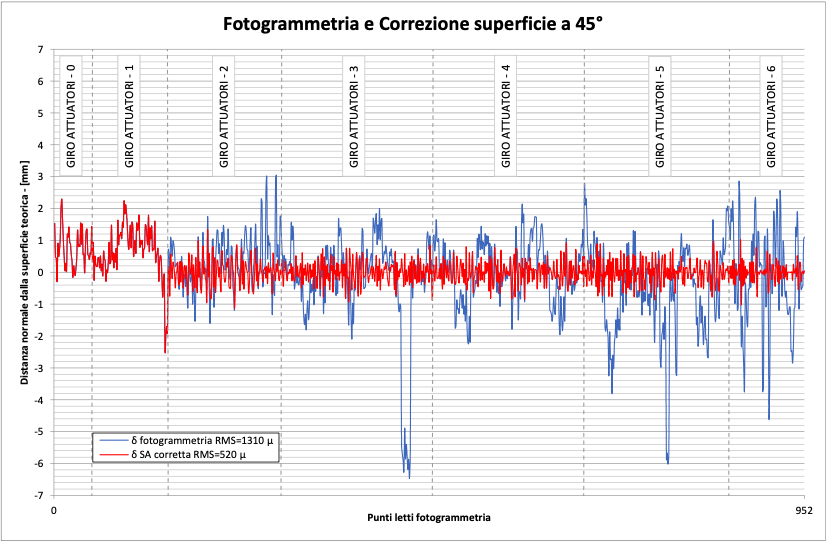 Fotogrammetria e Correzione superficie a 45°
7
6
5
4
3
2
1
0
-1
-2
-3
-4
-5
-6
-7
Distanza normale dalla superficie teorica - [mm]
GIRO ATTUATORI - 0
GIRO ATTUATORI - 1
GIRO ATTUATORI - 2
GIRO ATTUATORI - 3
GIRO ATTUATORI - 4
GIRO ATTUATORI - 5
GIRO ATTUATORI - 6
δ fotogrammetria RMS=1310 µ
δ SA corretta RMS=520 µ
0
952
Punti letti fotogrammetria